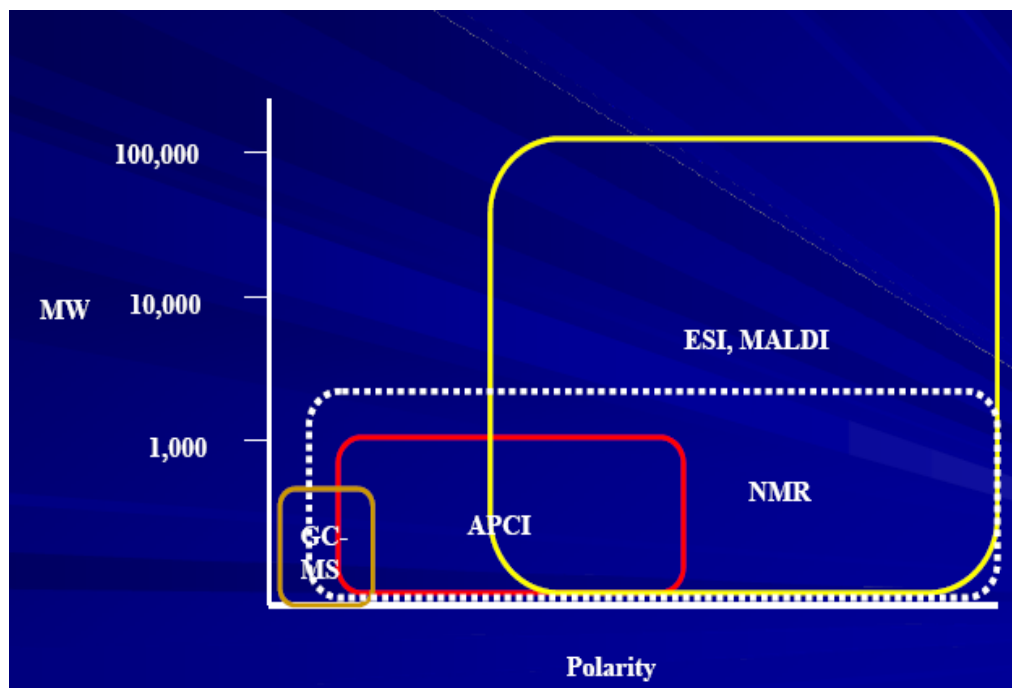 100,000
MW
10,000
ESI, MALDI
1,000
NMR
APCI
GC-
MS
Polarity